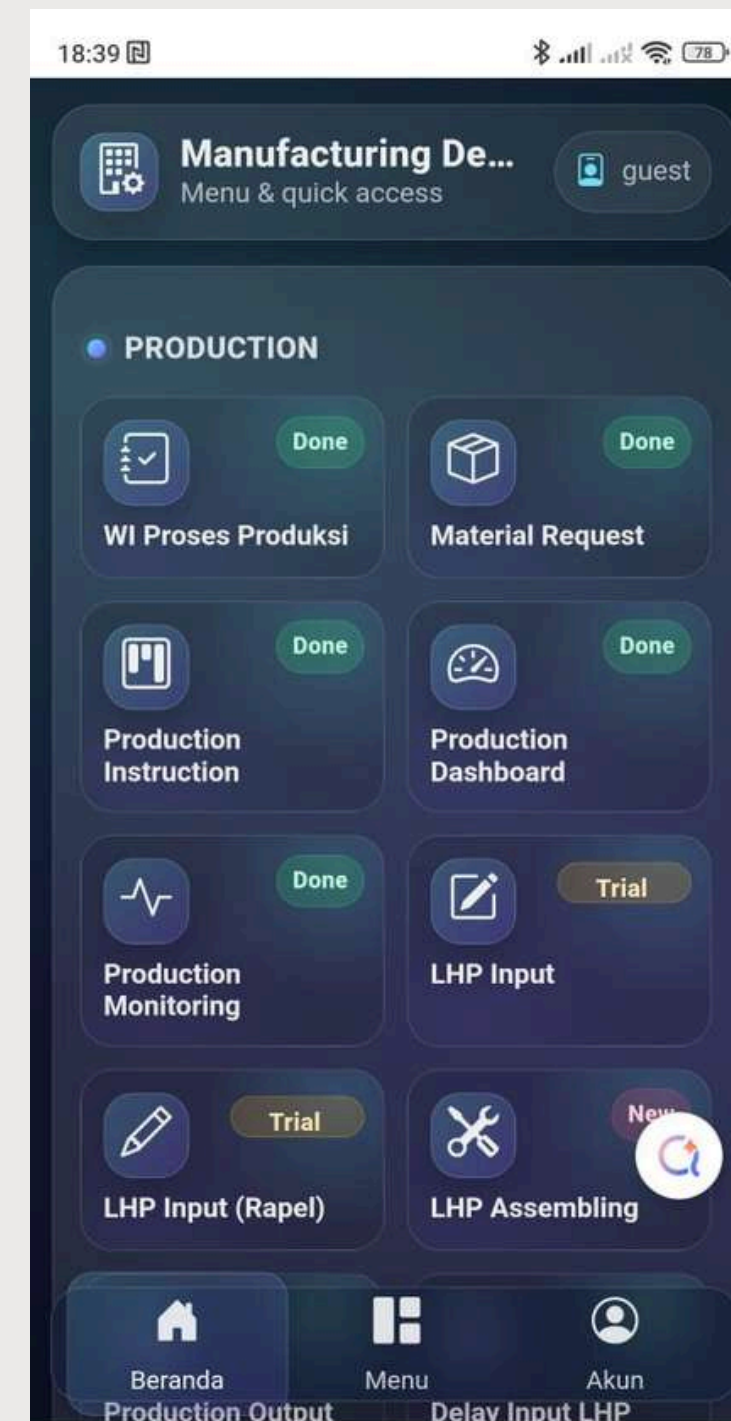 18:39
78
Manufacturing De...
Menu & quick access
guest
PRODUCTION
Done
WI Proses Produksi
Done
Material Request
Done
Production
Instruction
Done
Production
Dashboard
Done
Production
Monitoring
Trial
LHP Input
Trial
LHP Input (Rapel)
New
LHP Assembling
Beranda
Menu
Akun
Production Output
Delay Input LHP